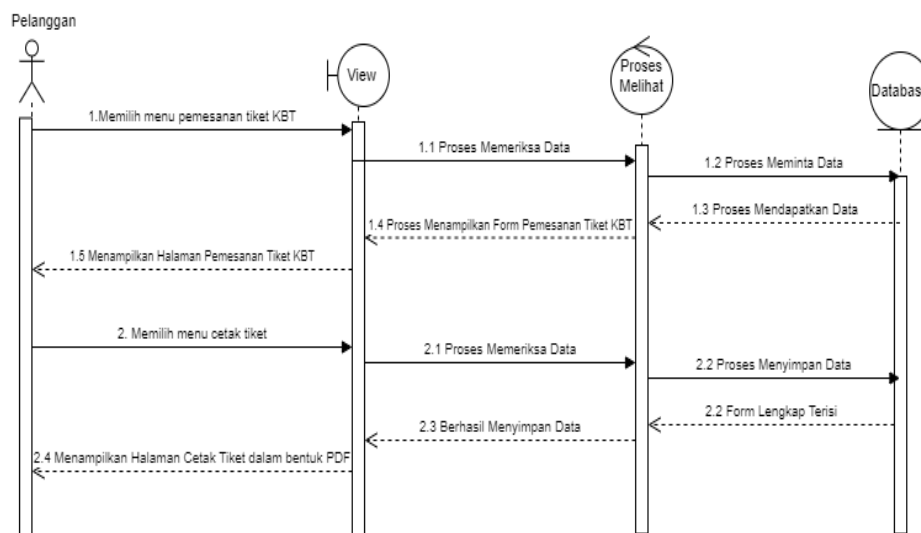 Pelanggan
View
Proses
Melihat
Databas
1.Memilih menu pemesanan tiket KBT
1.1 Proses Memeriksa Data
1.2 Proses Meminta Data
1.3 Proses Mendapatkan Data
1.4 Proses Menampilkan Form Pemesanan Tiket KBT
1.5 Menampilkan Halaman Pemesanan Tiket KBT
2. Memilih menu cetak tiket
2.1 Proses Memeriksa Data
2.2 Proses Menyimpan Data
2.2 Form Lengkap Terisi
2.3 Berhasil Menyimpan Data
2.4 Menampilkan Halaman Cetak Tiket dalam bentuk PDF